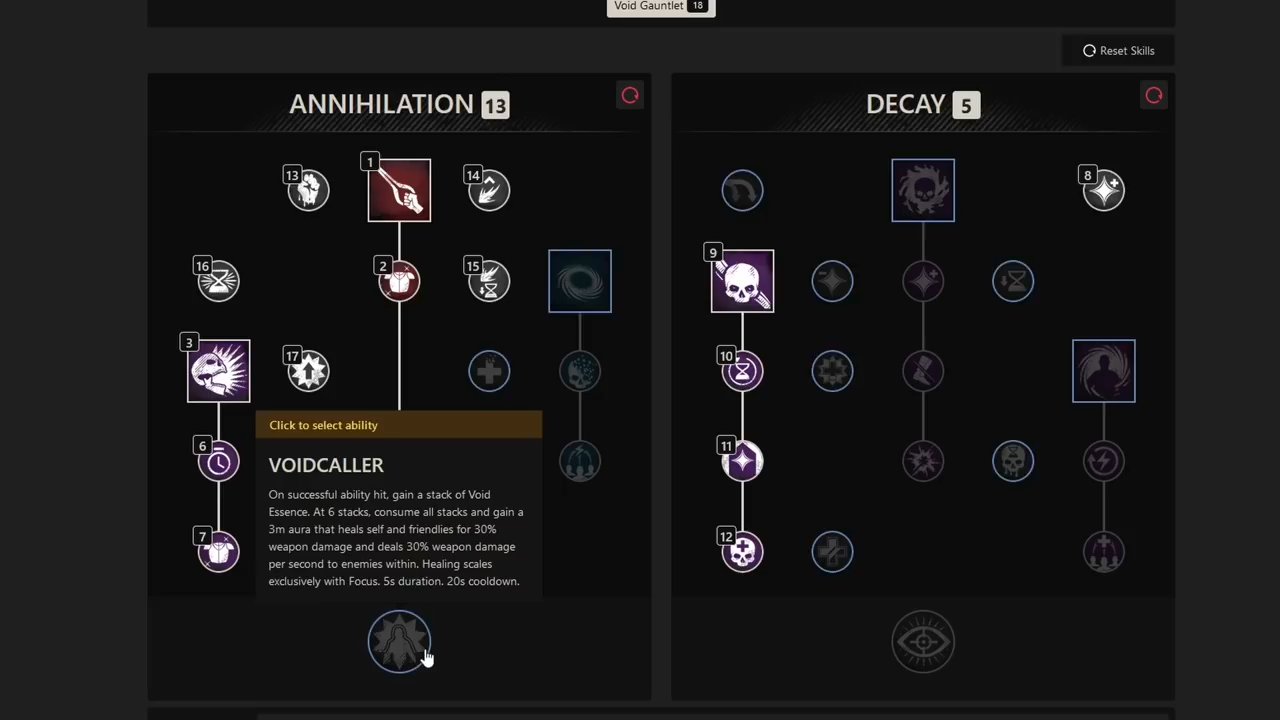 Void Gauntlet 18
Reset Skills
ANNIHILATION 13
DECAY 5
13
1
14
8
16
2
15
9
3
17
10
Click to select ability
6
VOIDCALLER
11
On successful ability hit, gain a stack of Void
Essence. At 6 stacks, consume all stacks and gain a
3m aura that heals self and friendlies for 30%
weapon damage and deals 30% weapon damage
per second to enemies within. Healing scales
exclusively with Focus. 5s duration. 20s cooldown.
7
12